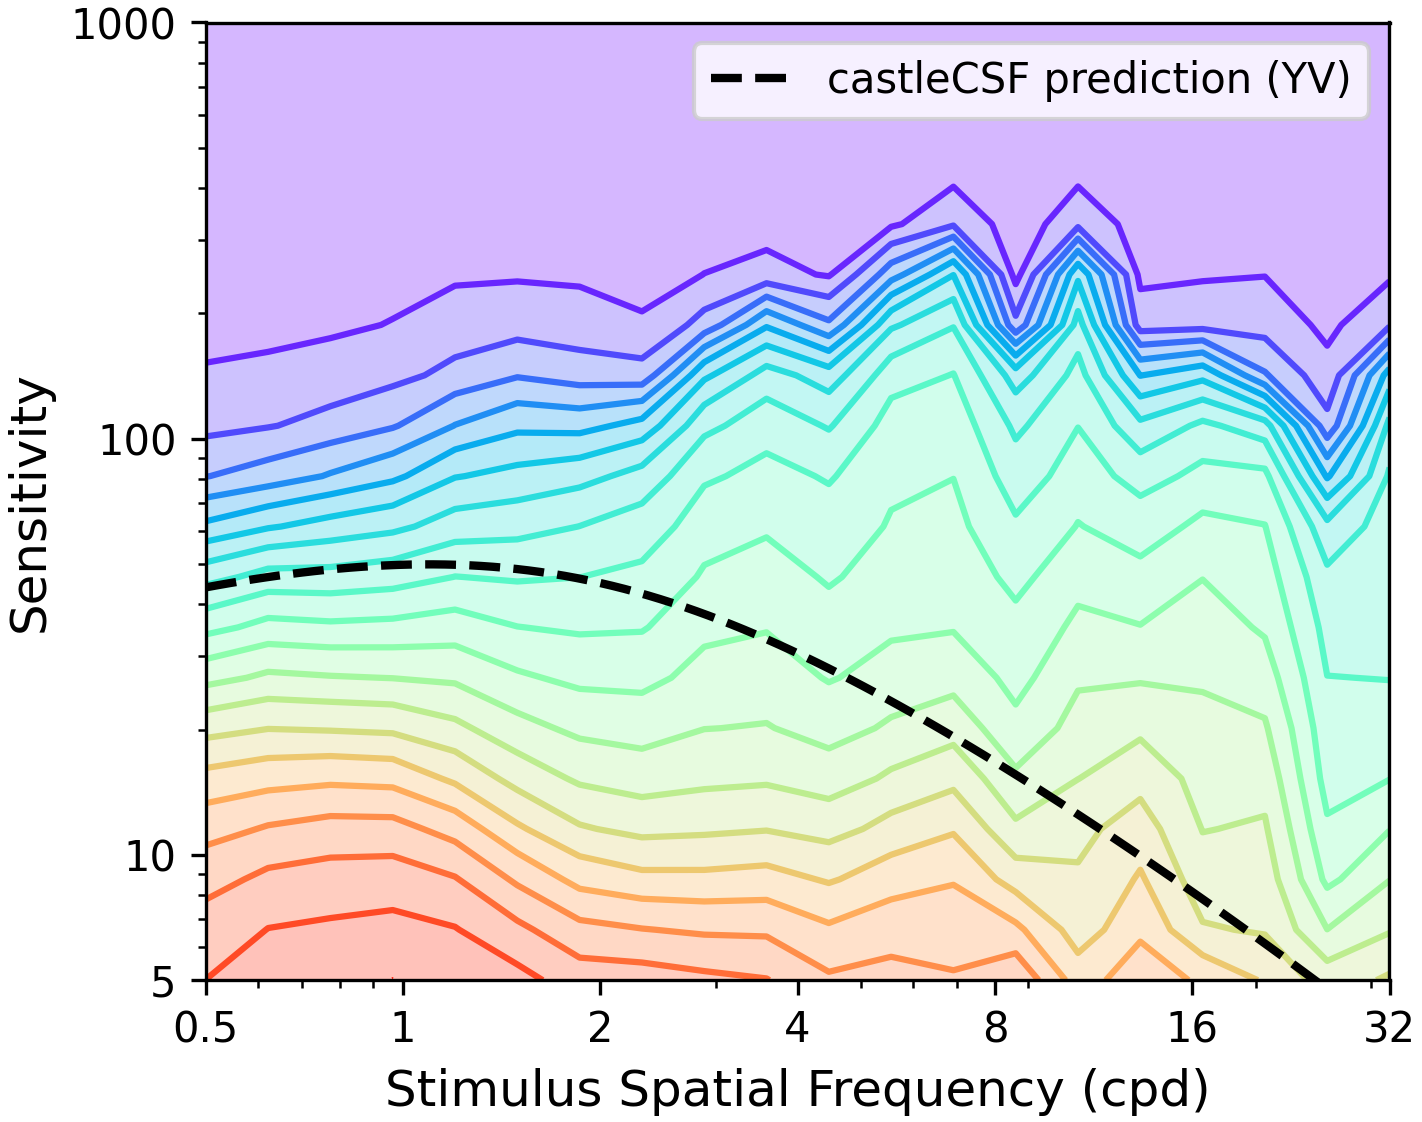 1000
castleCSF prediction (YV)
100
Sensitivity
10
5
0.5 1 2 4 8 16 32
Stimulus Spatial Frequency (cpd)